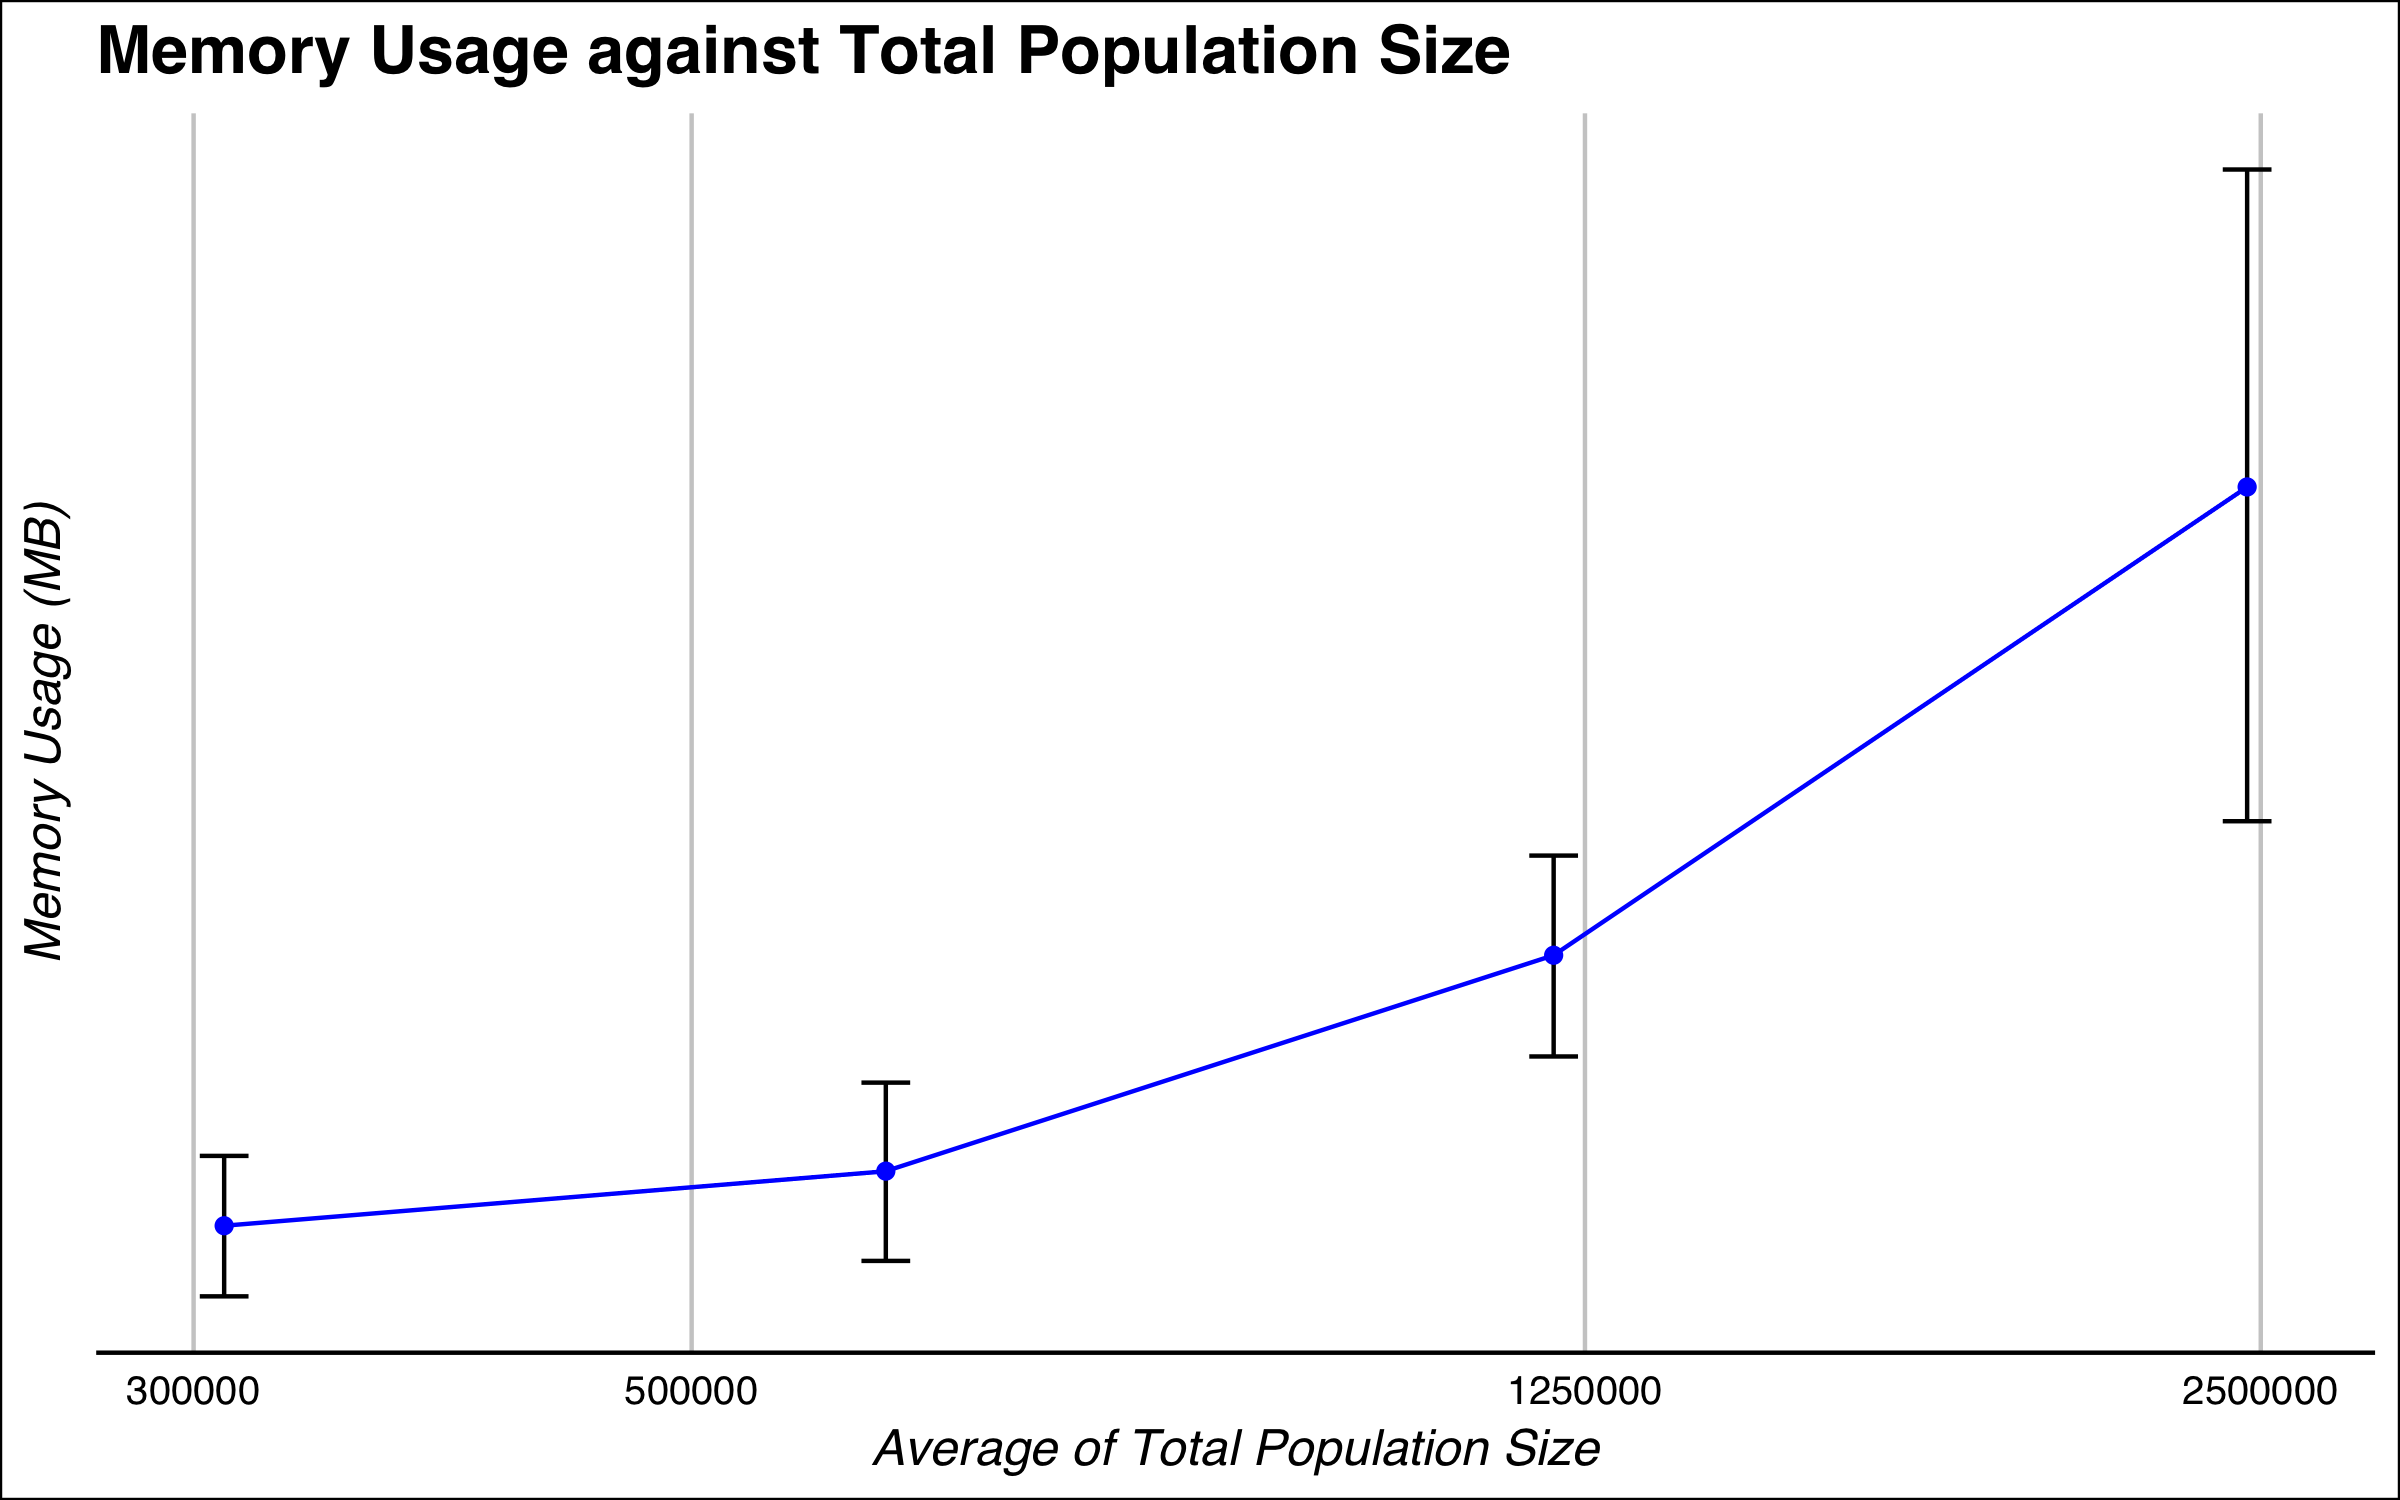 Memory Usage against Total Population Size
Memory Usage (MB)
300000 500000 1250000 2500000
Average of Total Population Size